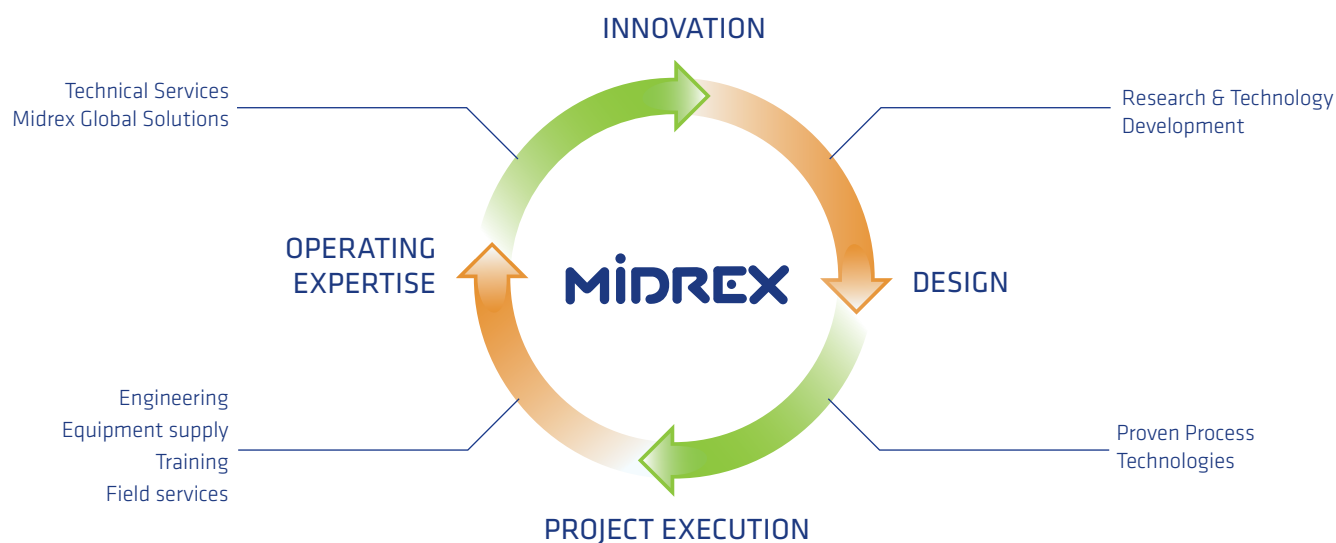 INNOVATION
Technical Services
Midrex Global Solutions
Research & Technology
Development
OPERATING
EXPERTISE
MIDREX
DESIGN
Engineering
Equipment supply
Training
Field services
Proven Process
Technologies
PROJECT EXECUTION